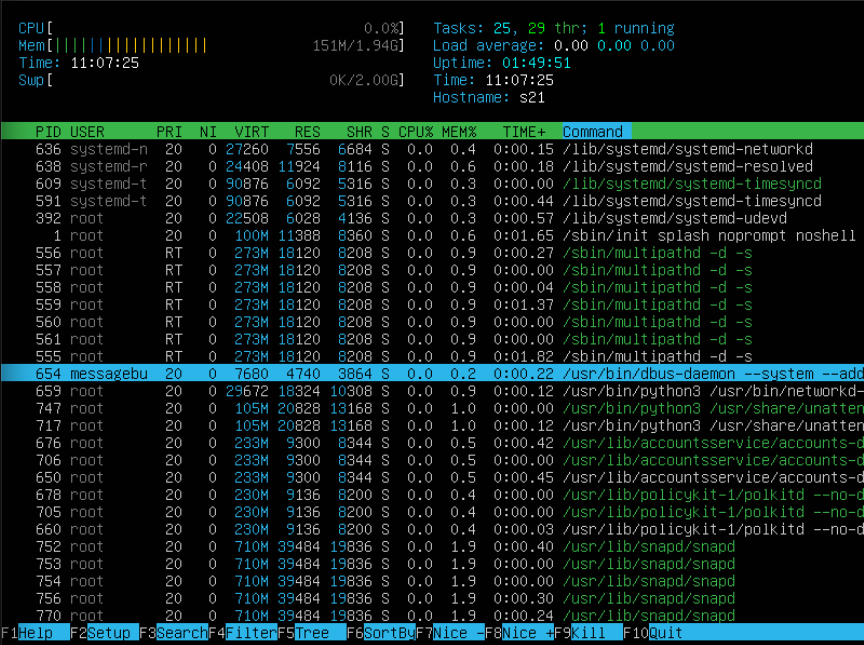 CPU[ 0.0%] Tasks: 25, 29 thr; 1 running
Mem[|||||||||||||||||| 151M/1.94G] Load average: 0.00 0.00 0.00
Time: 11:07:25 Uptime: 01:49:51
Swp[ 0K/2.00G] Time: 11:07:25
Hostname: s21
PID USER PRI NI VIRT RES SHR S CPU% MEM% TIME+ Command
636 systemd-n 20 0 27260 7556 6684 S 0.0 0.4 0:00.15 /lib/systemd/systemd-networkd
638 systemd-r 20 0 24408 11924 8116 S 0.0 0.6 0:00.18 /lib/systemd/systemd-resolved
609 systemd-t 20 0 90876 6092 5316 S 0.0 0.3 0:00.00 /lib/systemd/systemd-timesyncd
591 systemd-t 20 0 90876 6092 5316 S 0.0 0.3 0:00.44 /lib/systemd/systemd-timesyncd
392 root 20 0 22508 6028 4136 S 0.0 0.3 0:00.57 /lib/systemd/systemd-udevd
1 root 20 0 100M 11388 8360 S 0.0 0.6 0:01.65 /sbin/init splash noprompt noshell
556 root RT 0 273M 18120 8208 S 0.0 0.9 0:00.27 /sbin/multipathd -d -s
557 root RT 0 273M 18120 8208 S 0.0 0.9 0:00.00 /sbin/multipathd -d -s
558 root RT 0 273M 18120 8208 S 0.0 0.9 0:00.04 /sbin/multipathd -d -s
559 root RT 0 273M 18120 8208 S 0.0 0.9 0:01.37 /sbin/multipathd -d -s
560 root RT 0 273M 18120 8208 S 0.0 0.9 0:00.00 /sbin/multipathd -d -s
561 root RT 0 273M 18120 8208 S 0.0 0.9 0:00.00 /sbin/multipathd -d -s
555 root RT 0 273M 18120 8208 S 0.0 0.9 0:01.82 /sbin/multipathd -d -s
654 messagebu 20 0 7680 4740 3864 S 0.0 0.2 0:00.22 /usr/bin/dbus-daemon --system --add
659 root 20 0 29672 18324 10308 S 0.0 0.9 0:00.12 /usr/bin/python3 /usr/bin/networkd-
747 root 20 0 105M 20828 13168 S 0.0 1.0 0:00.00 /usr/bin/python3 /usr/share/unatten
717 root 20 0 105M 20828 13168 S 0.0 1.0 0:00.12 /usr/bin/python3 /usr/share/unatten
676 root 20 0 233M 9300 8344 S 0.0 0.5 0:00.42 /usr/lib/accountsservice/accounts-d
706 root 20 0 233M 9300 8344 S 0.0 0.5 0:00.00 /usr/lib/accountsservice/accounts-d
650 root 20 0 233M 9300 8344 S 0.0 0.5 0:00.45 /usr/lib/accountsservice/accounts-d
678 root 20 0 230M 9136 8200 S 0.0 0.4 0:00.00 /usr/lib/policykit-1/polkitd --no-d
705 root 20 0 230M 9136 8200 S 0.0 0.4 0:00.00 /usr/lib/policykit-1/polkitd --no-d
660 root 20 0 230M 9136 8200 S 0.0 0.4 0:00.03 /usr/lib/policykit-1/polkitd --no-d
752 root 20 0 710M 39484 19836 S 0.0 1.9 0:00.40 /usr/lib/snapd/snapd
753 root 20 0 710M 39484 19836 S 0.0 1.9 0:00.00 /usr/lib/snapd/snapd
754 root 20 0 710M 39484 19836 S 0.0 1.9 0:00.00 /usr/lib/snapd/snapd
756 root 20 0 710M 39484 19836 S 0.0 1.9 0:00.30 /usr/lib/snapd/snapd
770 root 20 0 710M 39484 19836 S 0.0 1.9 0:00.24 /usr/lib/snapd/snapd
F1Help F2Setup F3SearchF4FilterF5Tree F6SortByF7Nice -F8Nice +F9Kill F10Quit